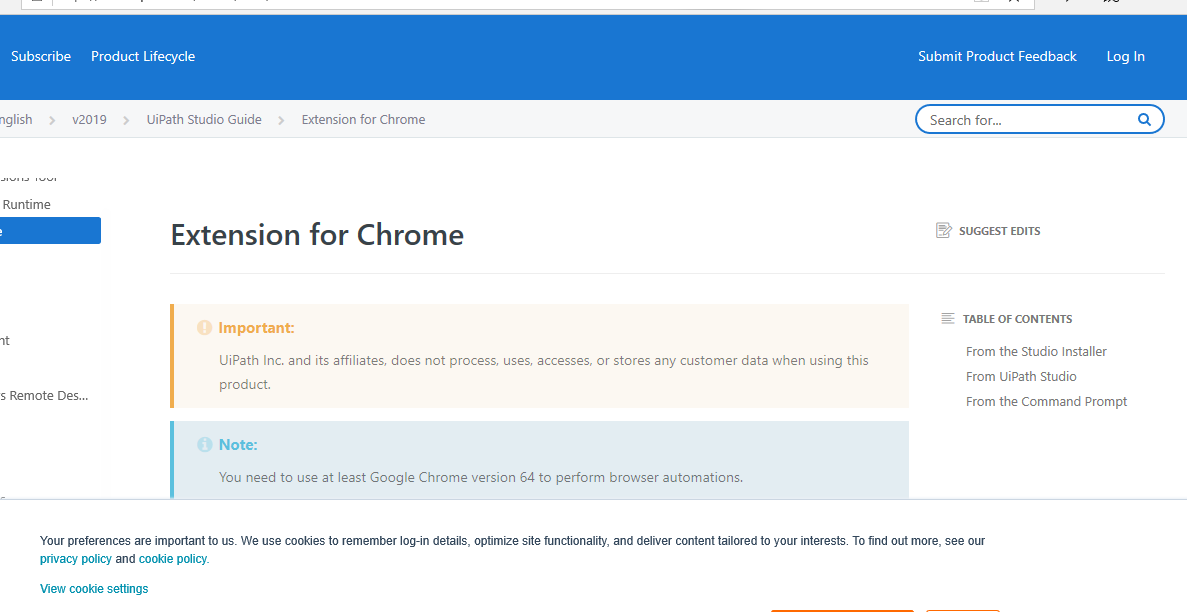 Subscribe Product Lifecycle Submit Product Feedback Log In
nglish v2019 UiPath Studio Guide Extension for Chrome Search for...
Runtime
Extension for Chrome SUGGEST EDITS
Important:
UiPath Inc. and its affiliates, does not process, uses, accesses, or stores any customer data when using this
product.
TABLE OF CONTENTS
From the Studio Installer
From UiPath Studio
From the Command Prompt
nt
s Remote Des...
Note:
You need to use at least Google Chrome version 64 to perform browser automations.
Your preferences are important to us. We use cookies to remember log-in details, optimize site functionality, and deliver content tailored to your interests. To find out more, see our
privacy policy and cookie policy.
View cookie settings